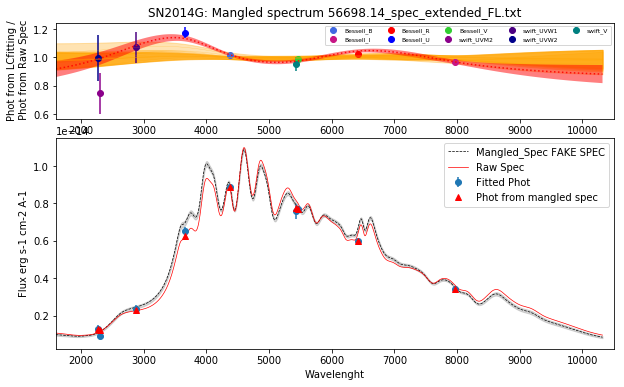 SN2014G: Mangled spectrum 56698.14_spec_extended_FL.txt
Phot from LCfitting /
Phot from Raw Spec
1.2
1.0
0.8
0.6
Bessell_B
Bessell_I
Bessell_R
Bessell_U
Bessell_V
swift_UVM2
swift_UVW1
swift_UVW2
swift_V
2000 3000 4000 5000 6000 7000 8000 9000 10000
1e−14
Flux erg s-1 cm-2 A-1
1.0
0.8
0.6
0.4
0.2
Mangled_Spec FAKE SPEC
Raw Spec
Fitted Phot
Phot from mangled spec
2000 3000 4000 5000 6000 7000 8000 9000 10000
Wavelenght